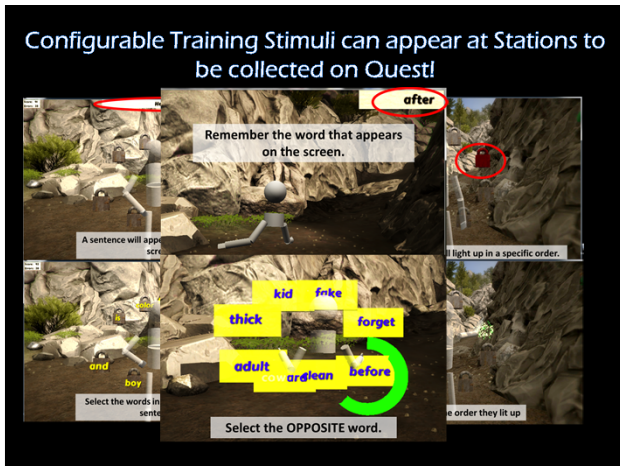 Configurable Training Stimuli can appear at Stations to
be collected on Quest!
after
Remember the word that appears
on the screen.
A sentence will appe
scre
ll light up in a specific order.
kid fake
thick
forget
adult
clean
before
is
and
boy
Select the words in
sente
e order they lit up
Select the OPPOSITE word.